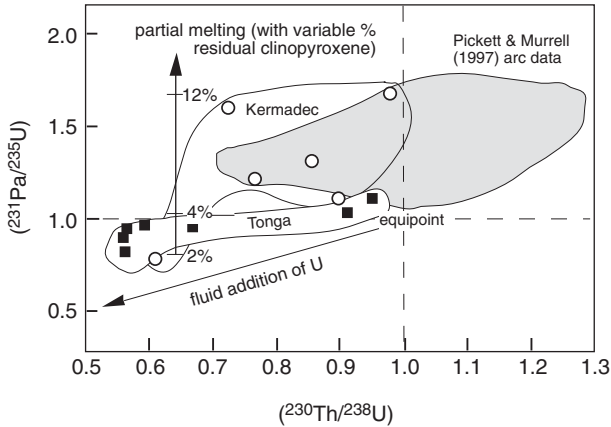 2.0
1.5
1.0
0.5
(²³¹Pa/²³⁵U)
partial melting (with variable %
residual clinopyroxene)
Pickett & Murrell
(1997) arc data
12%
Kermadec
4%
Tonga
equipoint
2%
fluid addition of U
0.5 0.6 0.7 0.8 0.9 1.0 1.1 1.2 1.3
(²³⁰Th/²³⁸U)